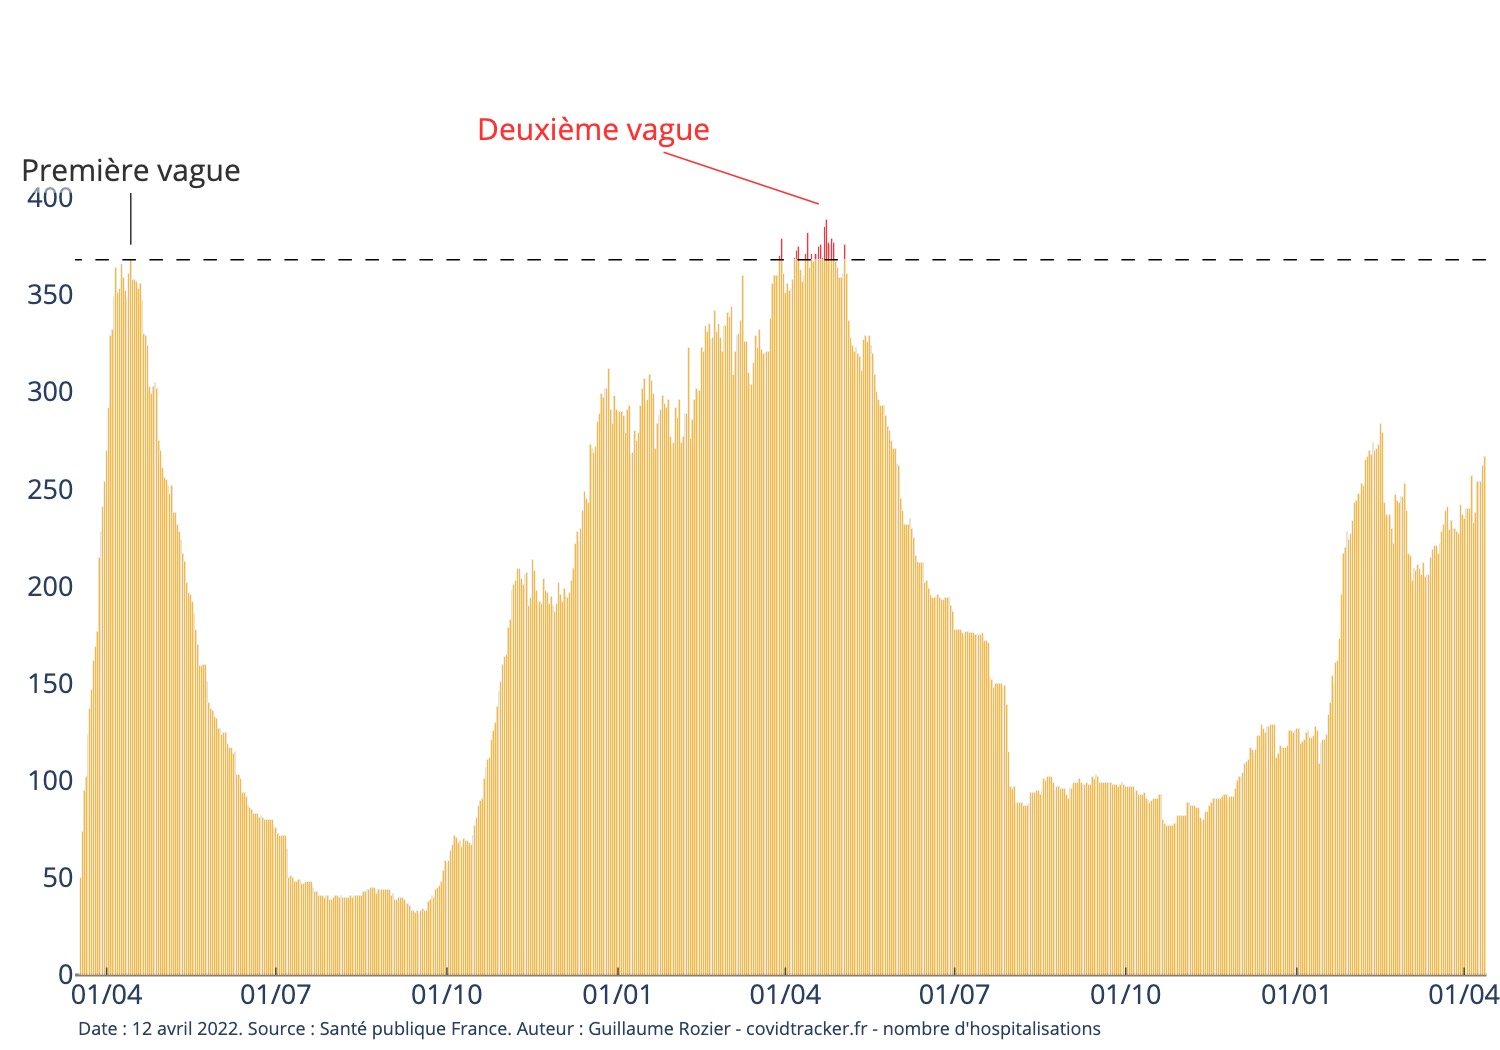 Deuxième vague
Première vague
400
350
300
250
200
150
100
50
0
01/04 01/07 01/10 01/01 01/04 01/07 01/10 01/01 01/04
Date : 12 avril 2022. Source : Santé publique France. Auteur : Guillaume Rozier - covidtracker.fr - nombre d'hospitalisations